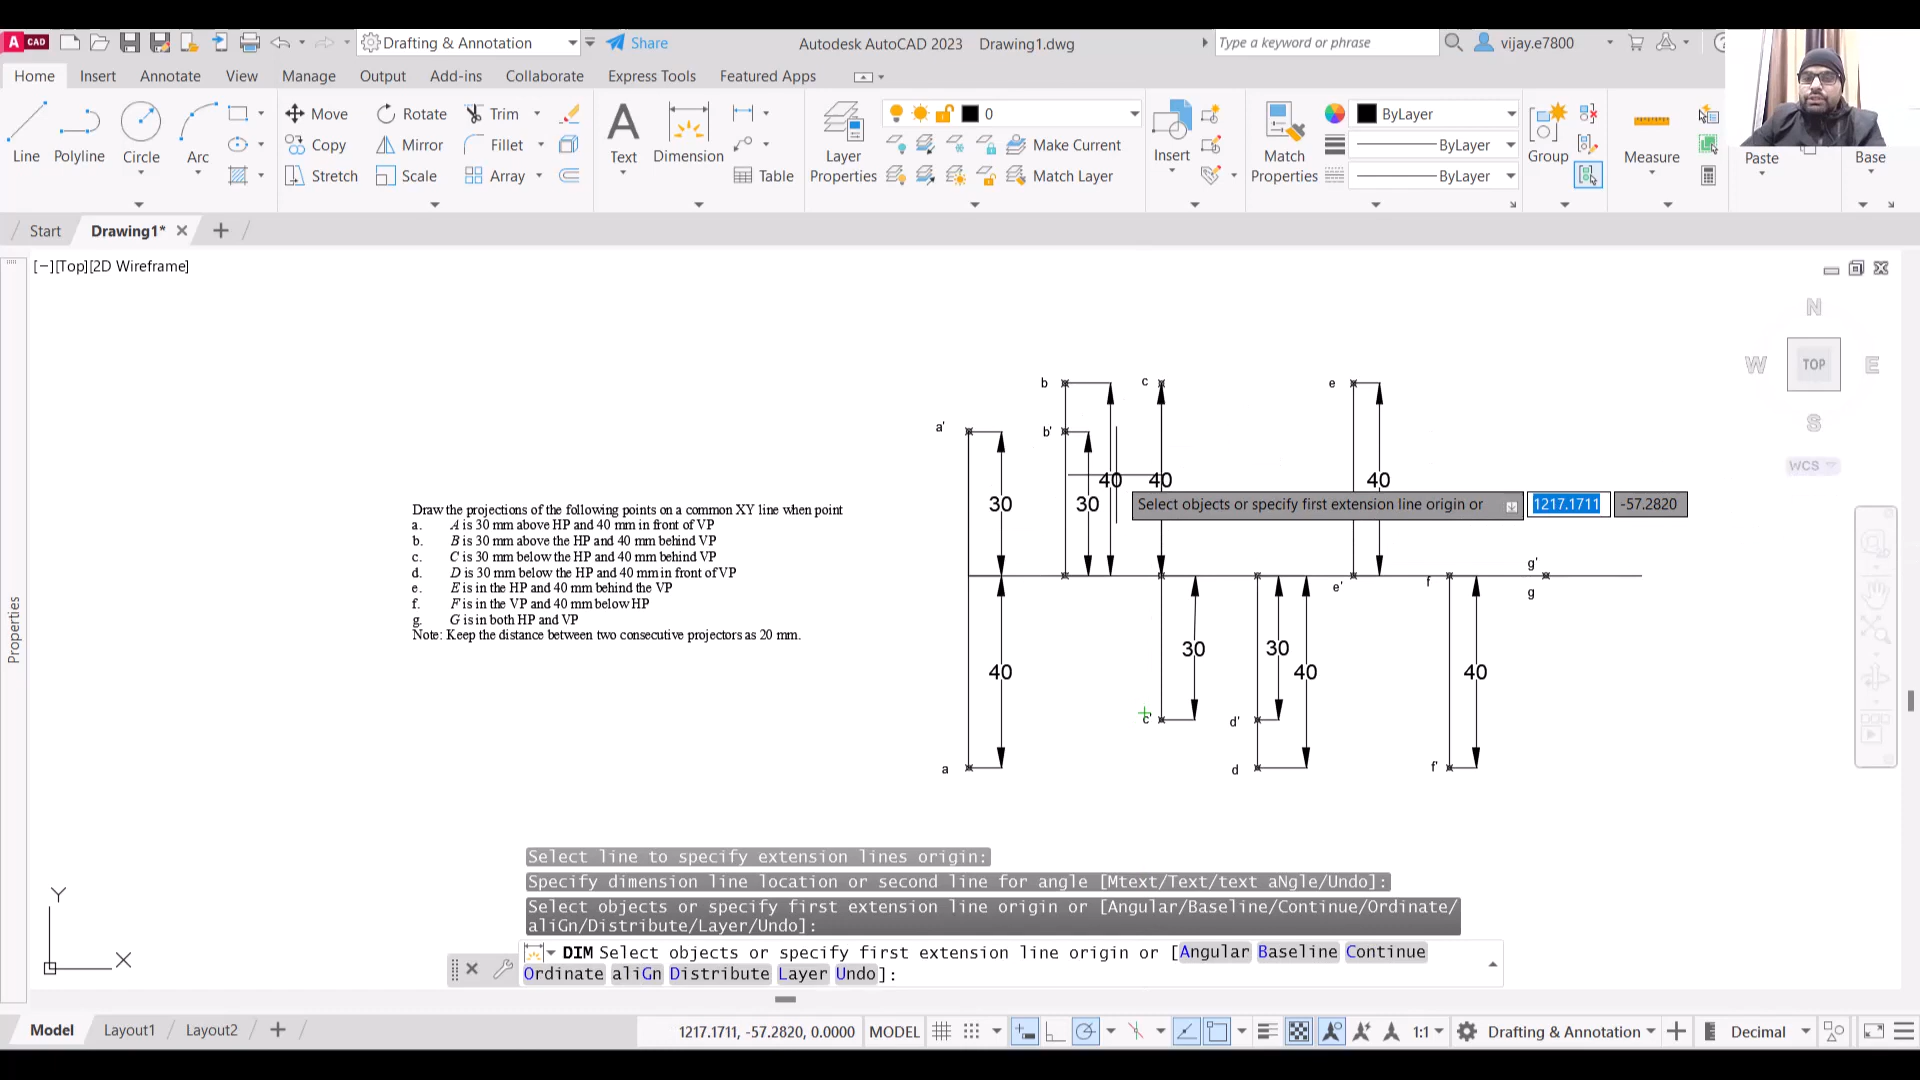 A CAD
Drafting & Annotation
Share
Autodesk AutoCAD 2023 Drawing1.dwg
Type a keyword or phrase
vijay.e7800
Home Insert Annotate View Manage Output Add-ins Collaborate Express Tools Featured Apps
Line Polyline Circle Arc
Move Rotate Trim
Copy Mirror Fillet
Stretch Scale Array
Text Dimension Table
Layer Properties
0
Make Current
Match Layer
Insert
Match Properties
ByLayer
ByLayer
ByLayer
Group
Measure
Paste
Base
Start Drawing1* +
[−][Top][2D Wireframe]
N
W TOP E
S
WCS
Properties
b c e
a' b'
40 40 40
30 30
Select objects or specify first extension line origin or 1217.1711 -57.2820
Draw the projections of the following points on a common XY line when point
a. A is 30 mm above HP and 40 mm in front of VP
b. B is 30 mm above the HP and 40 mm behind VP
c. C is 30 mm below the HP and 40 mm behind VP
d. D is 30 mm below the HP and 40 mm in front of VP
e. E is in the HP and 40 mm behind the VP
f. F is in the VP and 40 mm below HP
g. G is in both HP and VP
Note: Keep the distance between two consecutive projectors as 20 mm.
g'
e' f
g
30 30
40 40 40
c' d'
a d f'
Select line to specify extension lines origin:
Specify dimension line location or second line for angle [Mtext/Text/text aNgle/Undo]:
Select objects or specify first extension line origin or [Angular/Baseline/Continue/Ordinate/
aliGn/Distribute/Layer/Undo]:
DIM Select objects or specify first extension line origin or [Angular Baseline Continue
Ordinate aliGn Distribute Layer Undo]:
Y
X
Model Layout1 Layout2 +
1217.1711, -57.2820, 0.0000 MODEL
1:1
Drafting & Annotation
Decimal